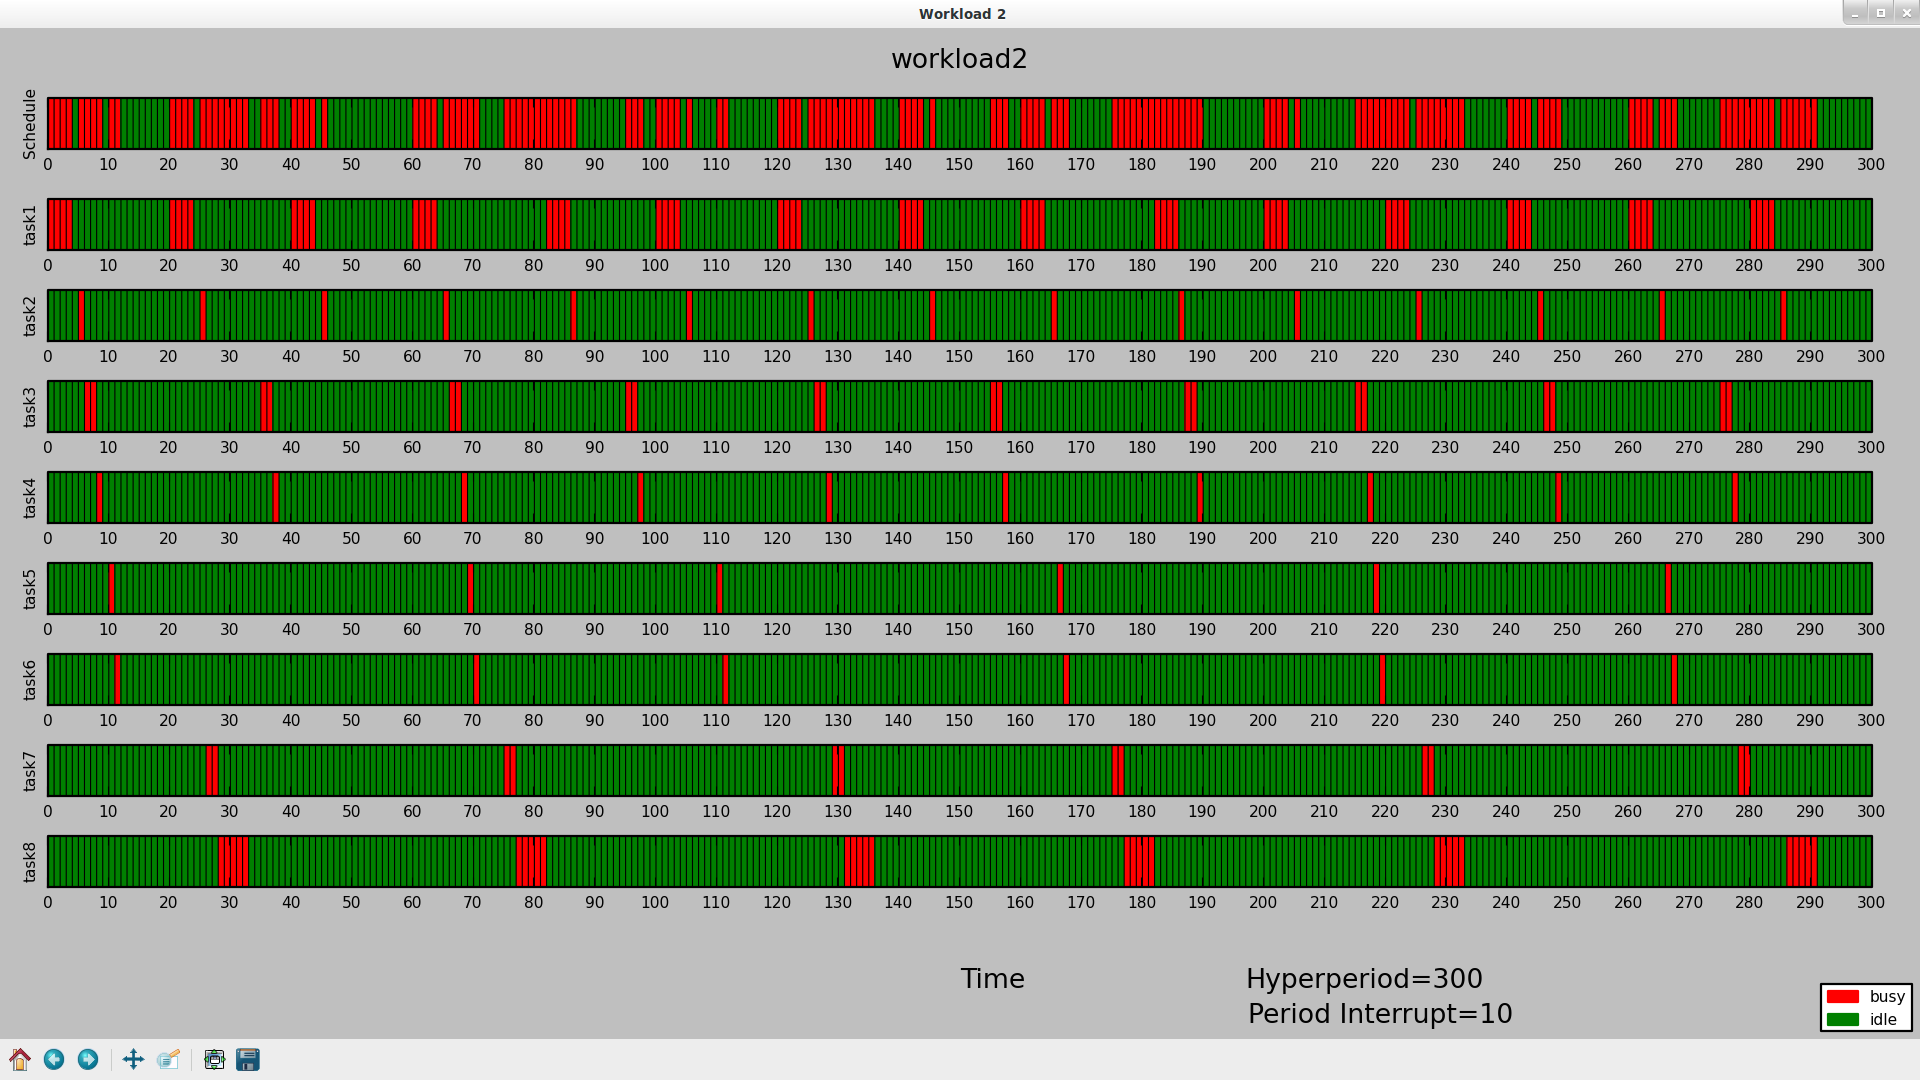 Workload 2
workload2
Schedule
0 10 20 30 40 50 60 70 80 90 100 110 120 130 140 150 160 170 180 190 200 210 220 230 240 250 260 270 280 290 300
task1
0 10 20 30 40 50 60 70 80 90 100 110 120 130 140 150 160 170 180 190 200 210 220 230 240 250 260 270 280 290 300
task2
0 10 20 30 40 50 60 70 80 90 100 110 120 130 140 150 160 170 180 190 200 210 220 230 240 250 260 270 280 290 300
task3
0 10 20 30 40 50 60 70 80 90 100 110 120 130 140 150 160 170 180 190 200 210 220 230 240 250 260 270 280 290 300
task4
0 10 20 30 40 50 60 70 80 90 100 110 120 130 140 150 160 170 180 190 200 210 220 230 240 250 260 270 280 290 300
task5
0 10 20 30 40 50 60 70 80 90 100 110 120 130 140 150 160 170 180 190 200 210 220 230 240 250 260 270 280 290 300
task6
0 10 20 30 40 50 60 70 80 90 100 110 120 130 140 150 160 170 180 190 200 210 220 230 240 250 260 270 280 290 300
task7
0 10 20 30 40 50 60 70 80 90 100 110 120 130 140 150 160 170 180 190 200 210 220 230 240 250 260 270 280 290 300
task8
0 10 20 30 40 50 60 70 80 90 100 110 120 130 140 150 160 170 180 190 200 210 220 230 240 250 260 270 280 290 300
Time
Hyperperiod=300
Period Interrupt=10
busy
idle